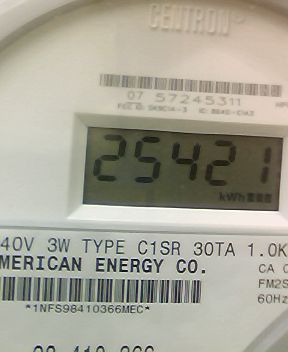 CENTRON
07 57245311
25421
kWh
40V 3W TYPE C1SR 30TA 1.0K
MERICAN ENERGY CO.
CA 
FM2S
60Hz
*1NFS98410366MEC*